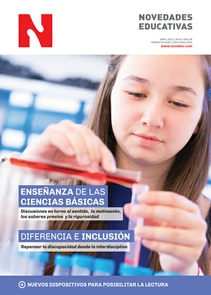 N
NOVEDADES
EDUCATIVAS
www.noveduc.com
ENSEÑANZA DE LAS
CIENCIAS BÁSICAS
Discusiones en torno al sentido, la motivación,
los saberes previos y la rigurosidad
DIFERENCIA E INCLUSIÓN
Repensar la discapacidad desde la interdisciplina
+ NUEVOS DISPOSITIVOS PARA POSIBILITAR LA LECTURA